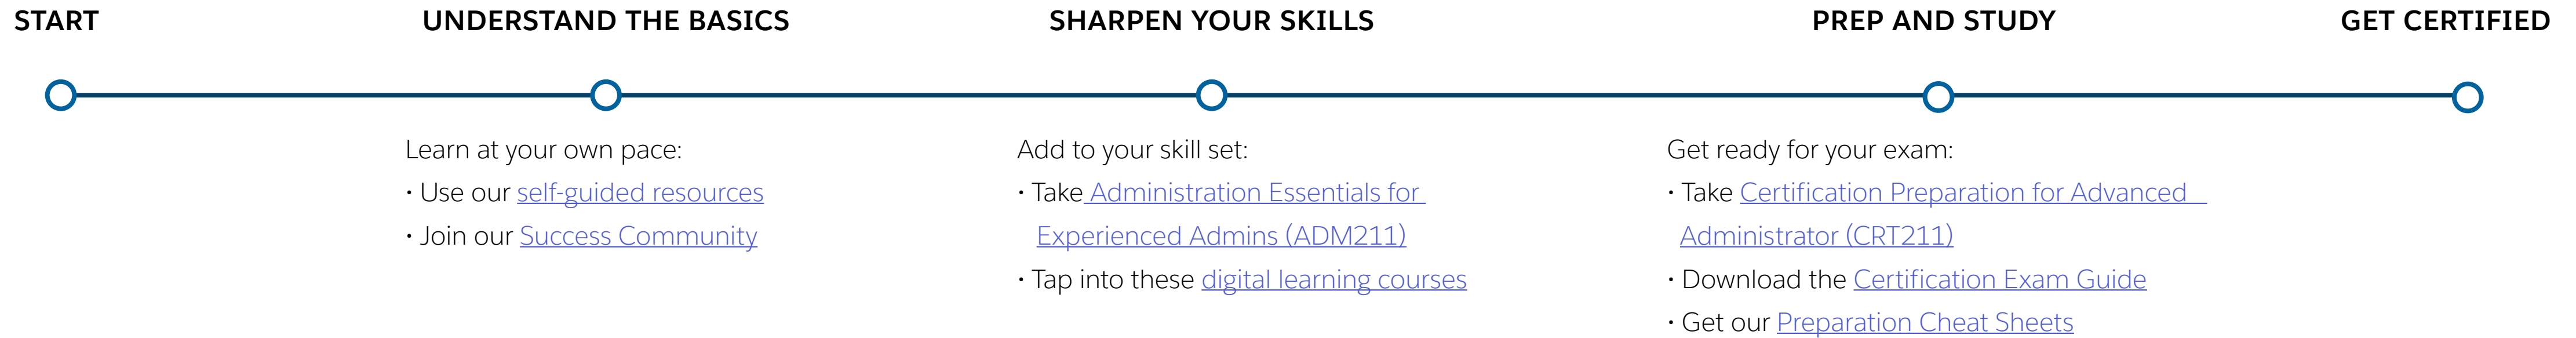 START
UNDERSTAND THE BASICS
SHARPEN YOUR SKILLS
PREP AND STUDY
GET CERTIFIED
Learn at your own pace:
· Use our self-guided resources
· Join our Success Community
Add to your skill set:
· Take Administration Essentials for
Experienced Admins (ADM211)
· Tap into these digital learning courses
Get ready for your exam:
· Take Certification Preparation for Advanced
Administrator (CRT211)
· Download the Certification Exam Guide
· Get our Preparation Cheat Sheets